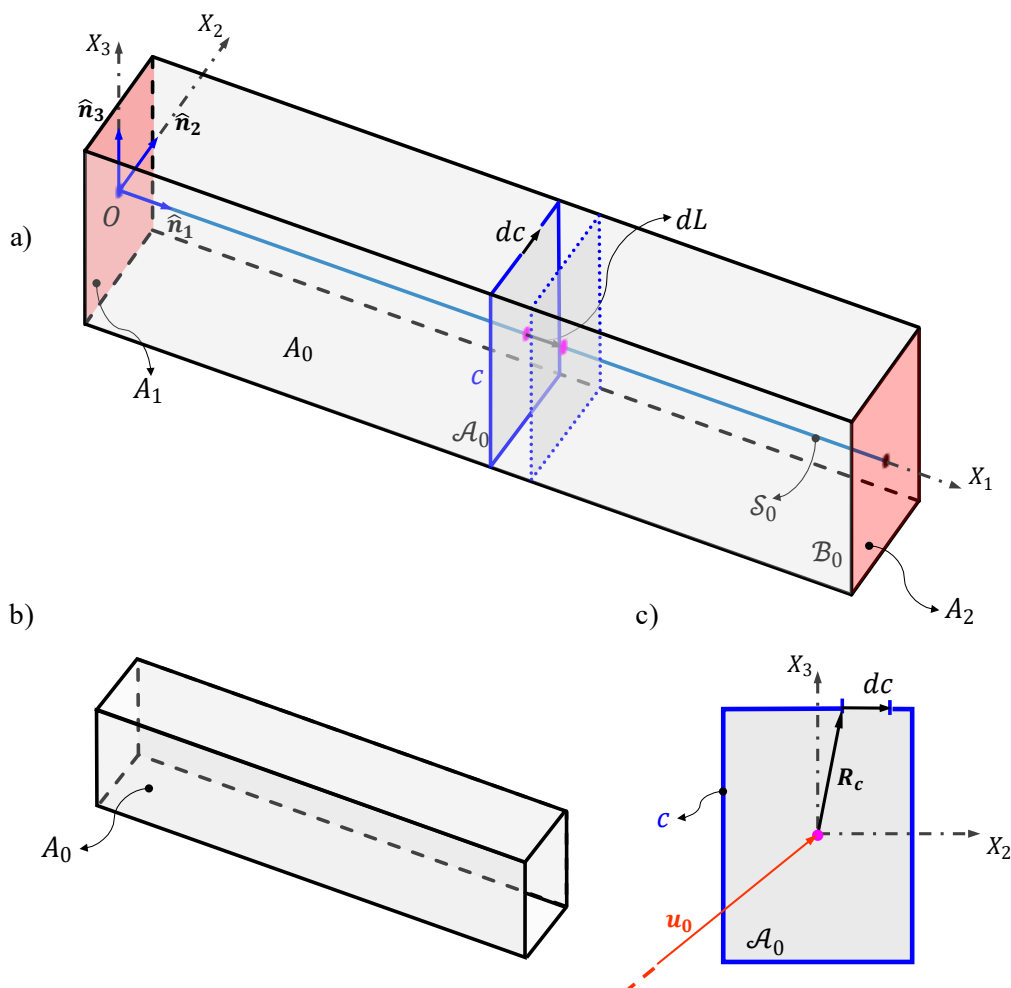 a)
X₃
X₂
n̂₃
n̂₂
O
n̂₁
dc
dL
A₀
A₁
c
𝒜₀
𝒮₀
X₁
ℬ₀
A₂
b)
A₀
c)
X₃
dc
R_c
c
X₂
u₀
𝒜₀